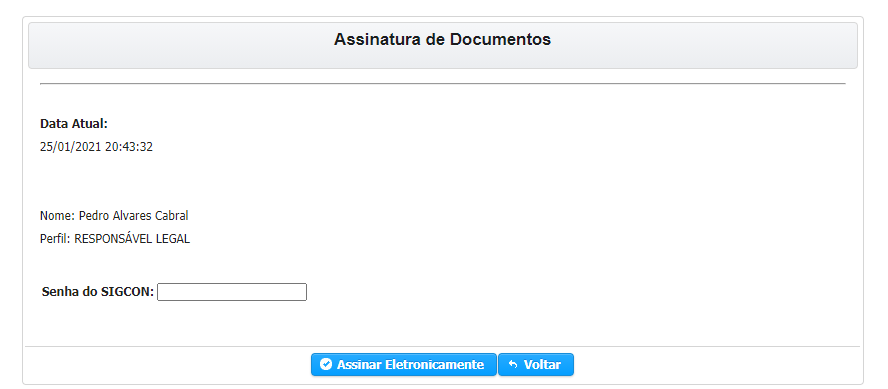 Assinatura de Documentos
Data Atual:
25/01/2021 20:43:32
Nome: Pedro Alvares Cabral
Perfil: RESPONSÁVEL LEGAL
Senha do SIGCON:
Assinar Eletronicamente Voltar